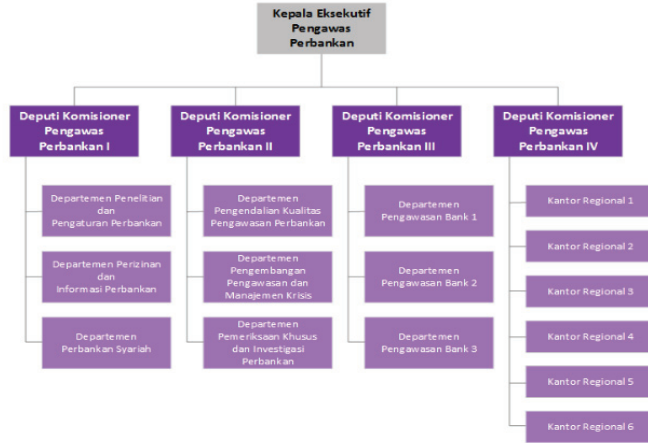 Kepala Eksekutif
Pengawas
Perbankan
Deputi Komisioner
Pengawas
Perbankan I
Deputi Komisioner
Pengawas
Perbankan II
Deputi Komisioner
Pengawas
Perbankan III
Deputi Komisioner
Pengawas
Perbankan IV
Departemen Penelitian
dan
Pengaturan Perbankan
Departemen Perizinan
dan
Informasi Perbankan
Departemen
Perbankan Syariah
Departemen
Pengendalian Kualitas
Pengawasan Perbankan
Departemen
Pengembangan
Pengawasan dan
Manajemen Krisis
Departemen
Pemeriksaan Khusus
dan Investigasi
Perbankan
Departemen
Pengawasan Bank 1
Departemen
Pengawasan Bank 2
Departemen
Pengawasan Bank 3
Kantor Regional 1
Kantor Regional 2
Kantor Regional 3
Kantor Regional 4
Kantor Regional 5
Kantor Regional 6